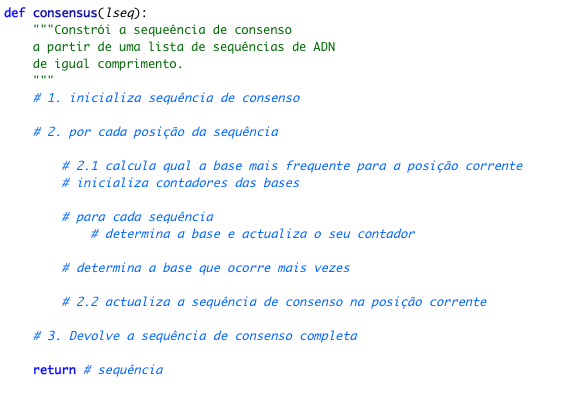 def consensus(lseq):
"""Constrói a sequeência de consenso
a partir de uma lista de sequências de ADN
de igual comprimento.
"""
# 1. inicializa sequência de consenso
# 2. por cada posição da sequência
# 2.1 calcula qual a base mais frequente para a posição corrente
# inicializa contadores das bases
# para cada sequência
# determina a base e actualiza o seu contador
# determina a base que ocorre mais vezes
# 2.2 actualiza a sequência de consenso na posição corrente
# 3. Devolve a sequência de consenso completa
return # sequência